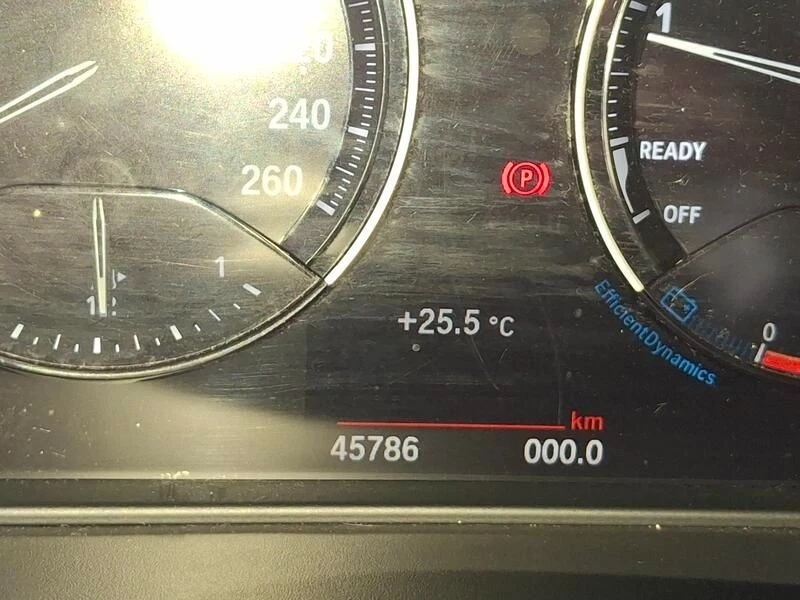 1
240
READY
260
P
OFF
1
+25.5 °C
EfficientDynamics
0
km
45786 000.0